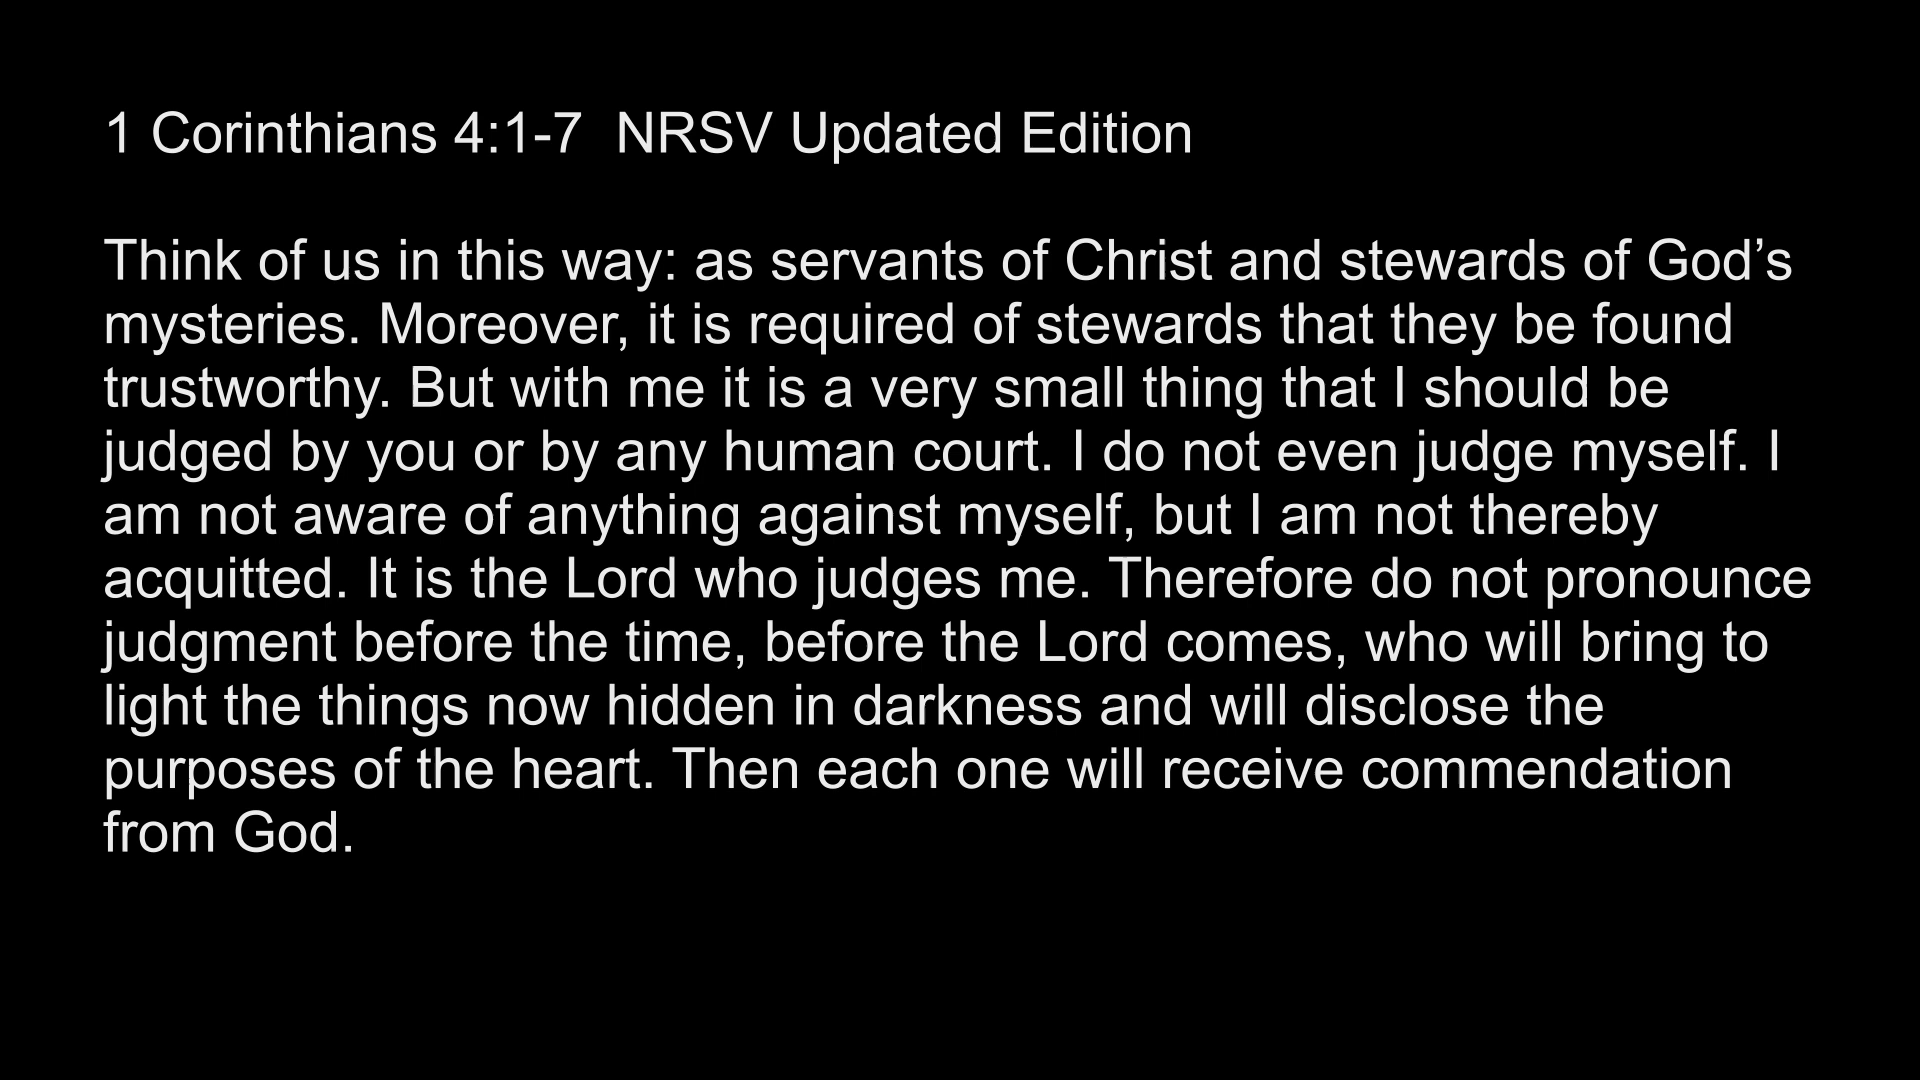 1 Corinthians 4:1-7  NRSV Updated Edition
Think of us in this way: as servants of Christ and stewards of God’s
mysteries. Moreover, it is required of stewards that they be found
trustworthy. But with me it is a very small thing that I should be
judged by you or by any human court. I do not even judge myself. I
am not aware of anything against myself, but I am not thereby
acquitted. It is the Lord who judges me. Therefore do not pronounce
judgment before the time, before the Lord comes, who will bring to
light the things now hidden in darkness and will disclose the
purposes of the heart. Then each one will receive commendation
from God.